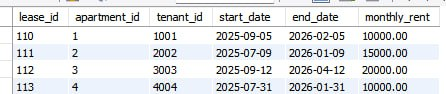 lease_id apartment_id tenant_id start_date end_date monthly_rent
110 1 1001 2025-09-05 2026-02-05 10000.00
111 2 2002 2025-07-09 2026-01-09 15000.00
112 3 3003 2025-09-12 2026-04-12 20000.00
113 4 4004 2025-07-31 2026-01-31 10000.00